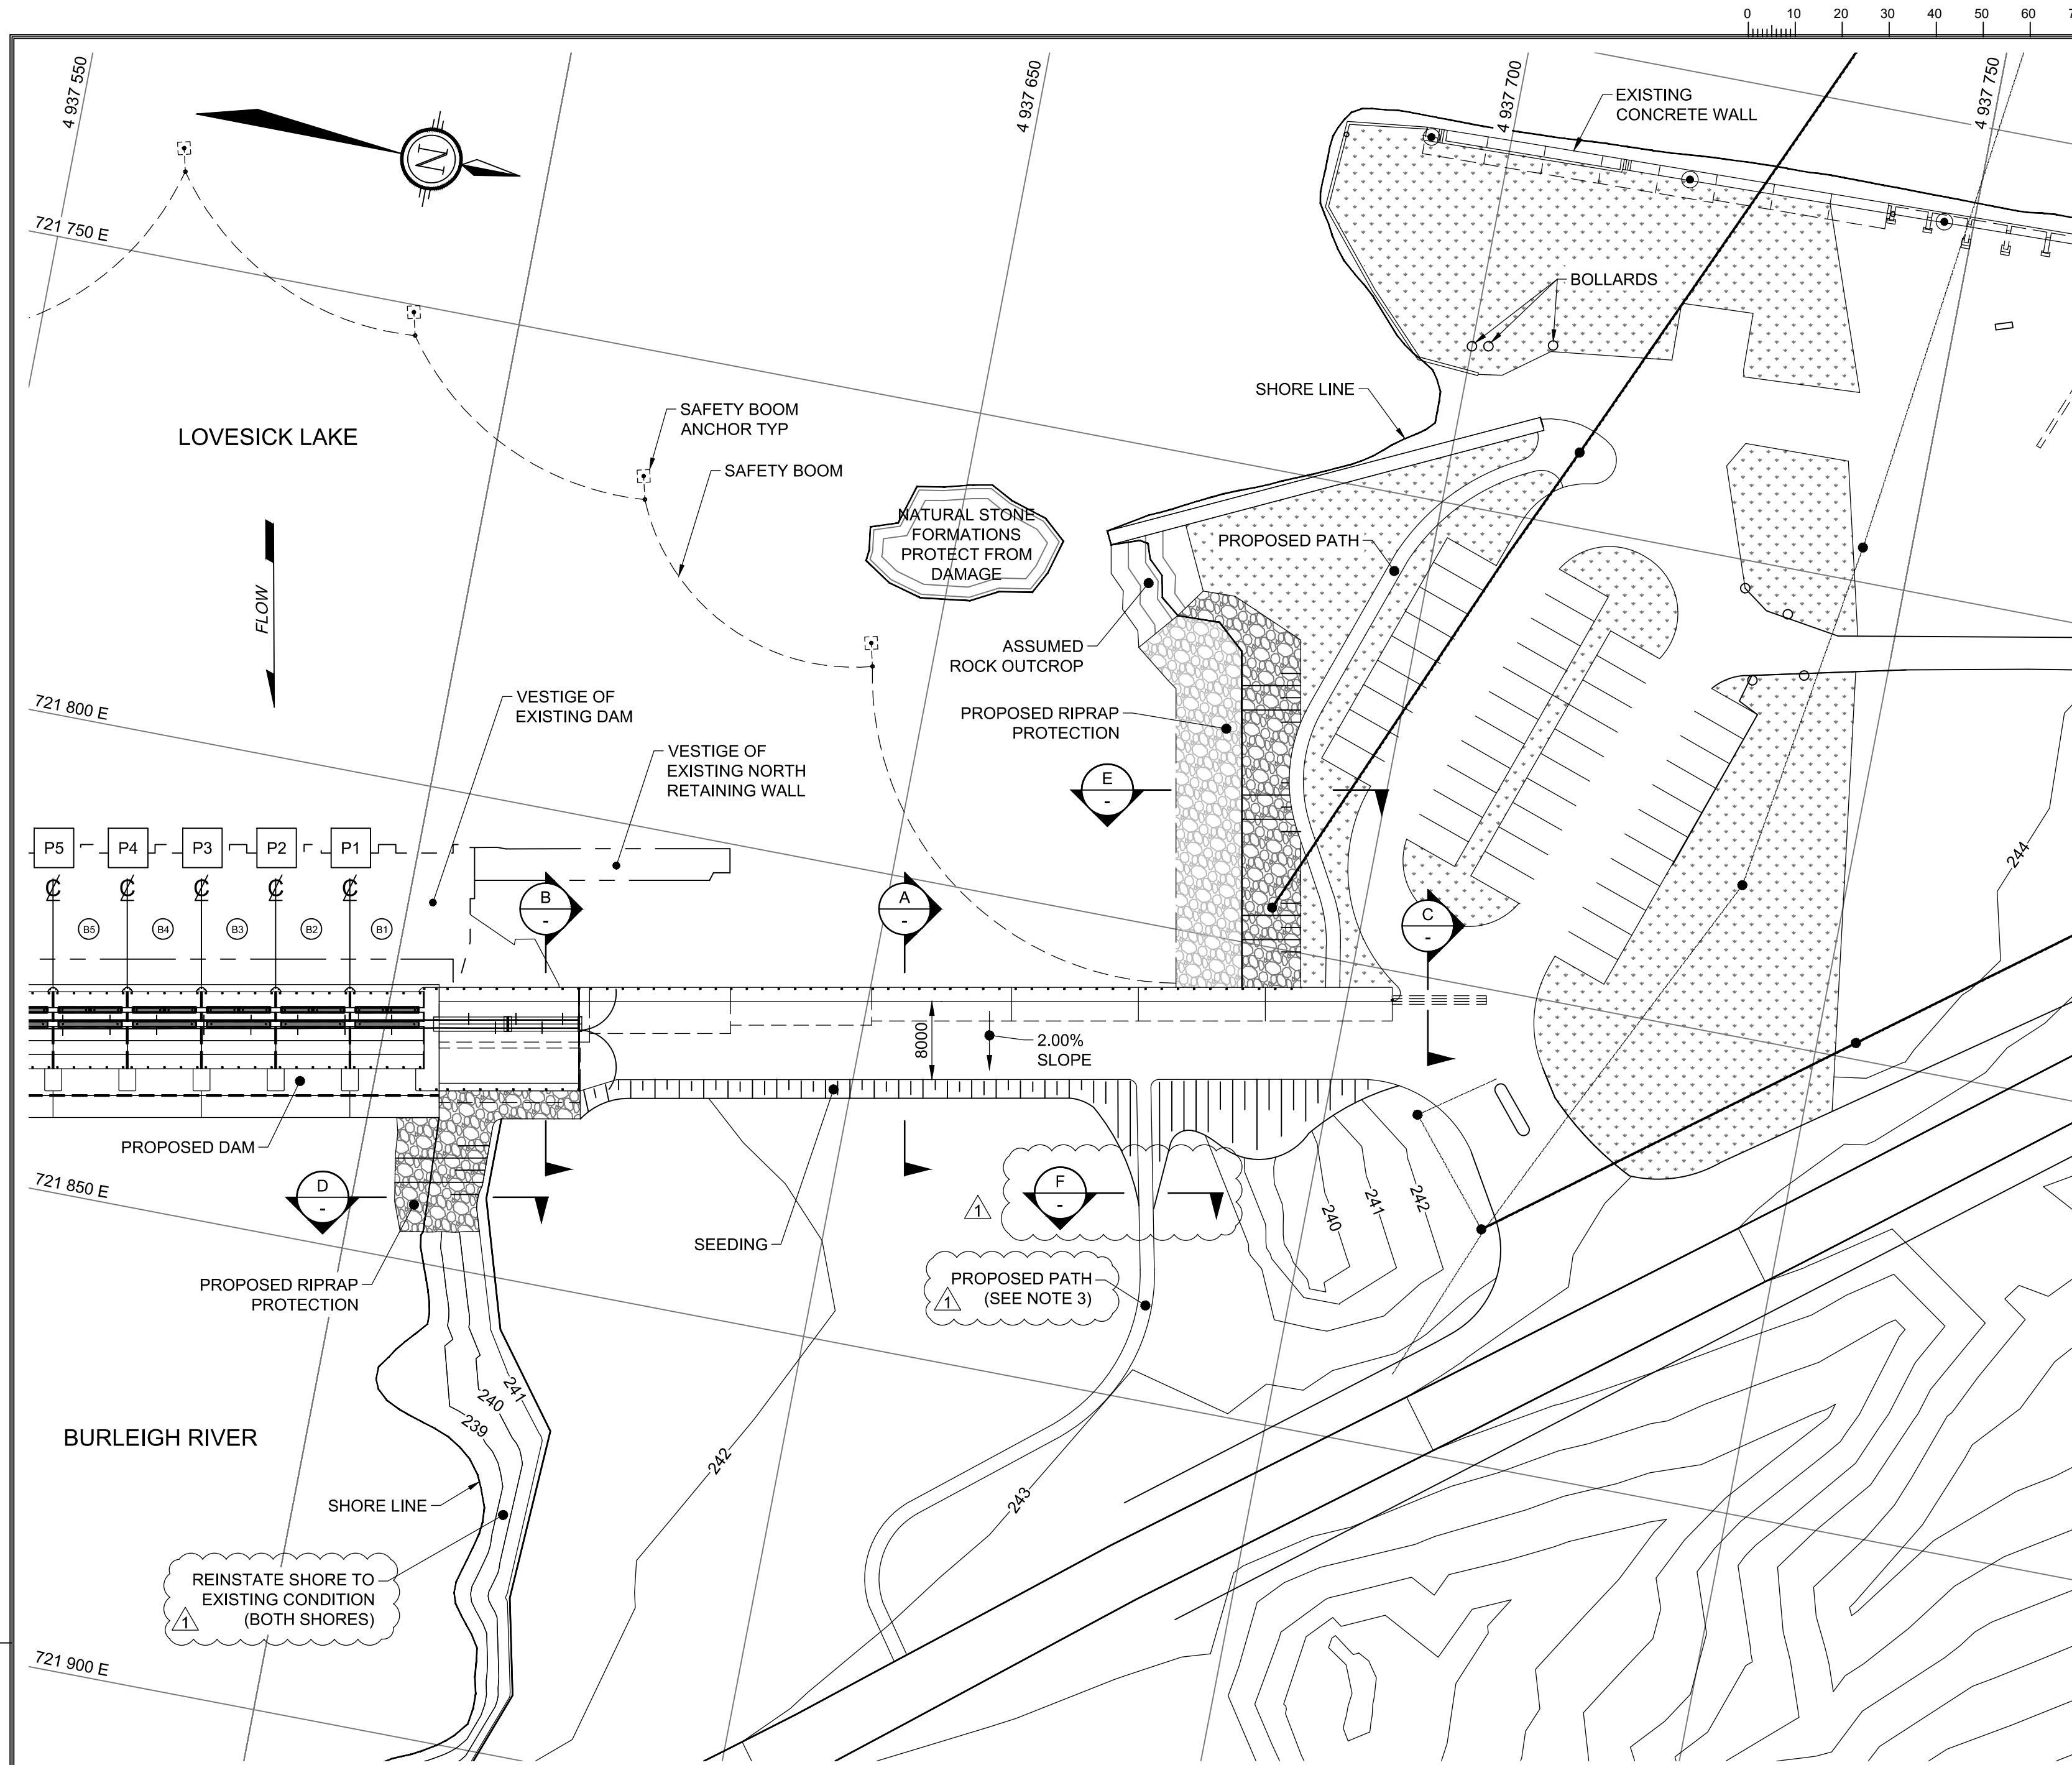 0 10 20 30 40 50 60
4 937 550
4 937 650
4 937 700
4 937 750
EXISTING
CONCRETE WALL
N
721 750 E
BOLLARDS
SHORE LINE
SAFETY BOOM
ANCHOR TYP
LOVESICK LAKE
SAFETY BOOM
NATURAL STONE
FORMATIONS
PROTECT FROM
DAMAGE
PROPOSED PATH
FLOW
ASSUMED
ROCK OUTCROP
721 800 E
VESTIGE OF
EXISTING DAM
PROPOSED RIPRAP
PROTECTION
VESTIGE OF
EXISTING NORTH
RETAINING WALL
E
-
244
P5 P4 P3 P2 P1
B
-
A
-
C
-
B5 B4 B3 B2 B1
8000
2.00%
SLOPE
PROPOSED DAM
721 850 E
D
-
F
-
1
240
241
242
SEEDING
PROPOSED RIPRAP
PROTECTION
PROPOSED PATH
(SEE NOTE 3)
1
241
240
239
BURLEIGH RIVER
242
243
SHORE LINE
REINSTATE SHORE TO
EXISTING CONDITION
(BOTH SHORES)
1
721 900 E